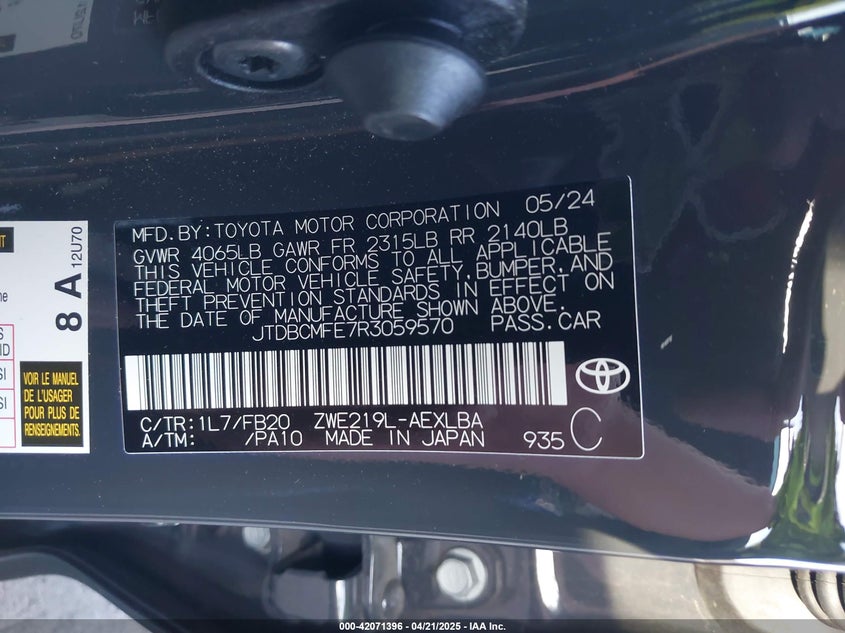 MFD.BY:TOYOTA MOTOR CORPORATION 05/24
GVWR 4065LB GAWR FR 2315LB RR 2140LB
THIS VEHICLE CONFORMS TO ALL APPLICABLE
FEDERAL MOTOR VEHICLE SAFETY,BUMPER,AND
THEFT PREVENTION STANDARDS IN EFFECT ON
THE DATE OF MANUFACTURE SHOWN ABOVE.
JTDBCMFE7R3059570 PASS.CAR
C/TR:1L7/FB20 ZWE219L-AEXLBA
A/TM: /PA10 MADE IN JAPAN 935 C
8 A 12U70
VOIR LE MANUEL
DE L'USAGER
POUR PLUS DE
RENSEIGNEMENTS
000-42071396 - 04/21/2025 - IAA Inc.